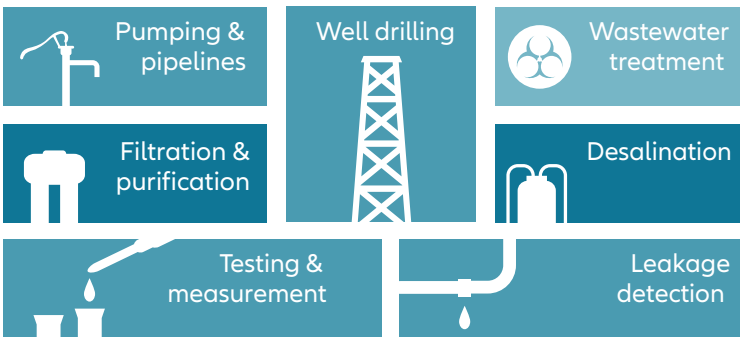 Pumping &
pipelines
Well drilling
Wastewater
treatment
Filtration &
purification
Desalination
Testing &
measurement
Leakage
detection